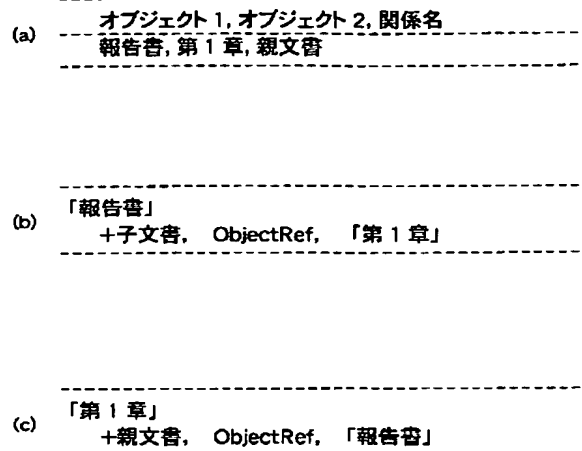 オブジェクト1, オブジェクト2, 関係名
(a)
報告書, 第1章, 親文書
「報告書」
(b)
+子文書, ObjectRef, 「第1章」
「第1章」
(c)
+親文書, ObjectRef, 「報告書」